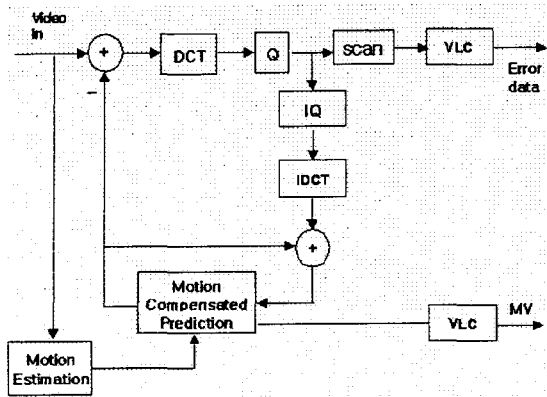 Video
in
+
DCT
Q
scan
VLC
Error
data
–
IQ
IDCT
+
Motion
Compensated
Prediction
VLC
MV
Motion
Estimation